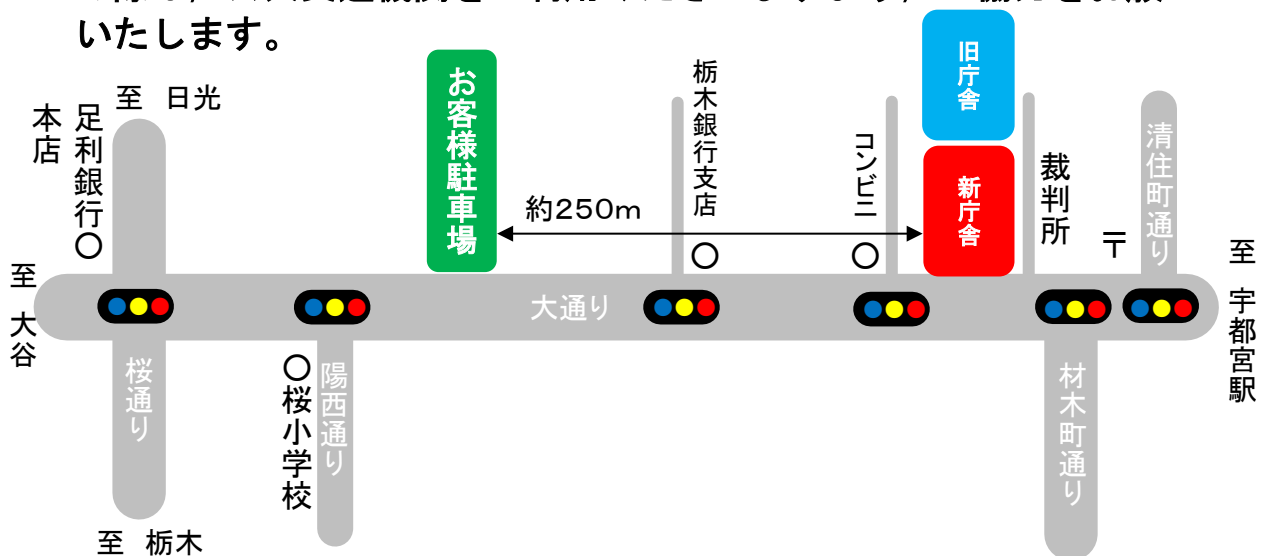 いたします。
至 日光
足利銀行
本店
お客様駐車場
約250m
栃木銀行支店
コンビニ
旧庁舎
新庁舎
裁判所
〒
清住町通り
至 宇都宮駅
至 大谷
大通り
桜通り
桜小学校
陽西通り
材木町通り
至 栃木